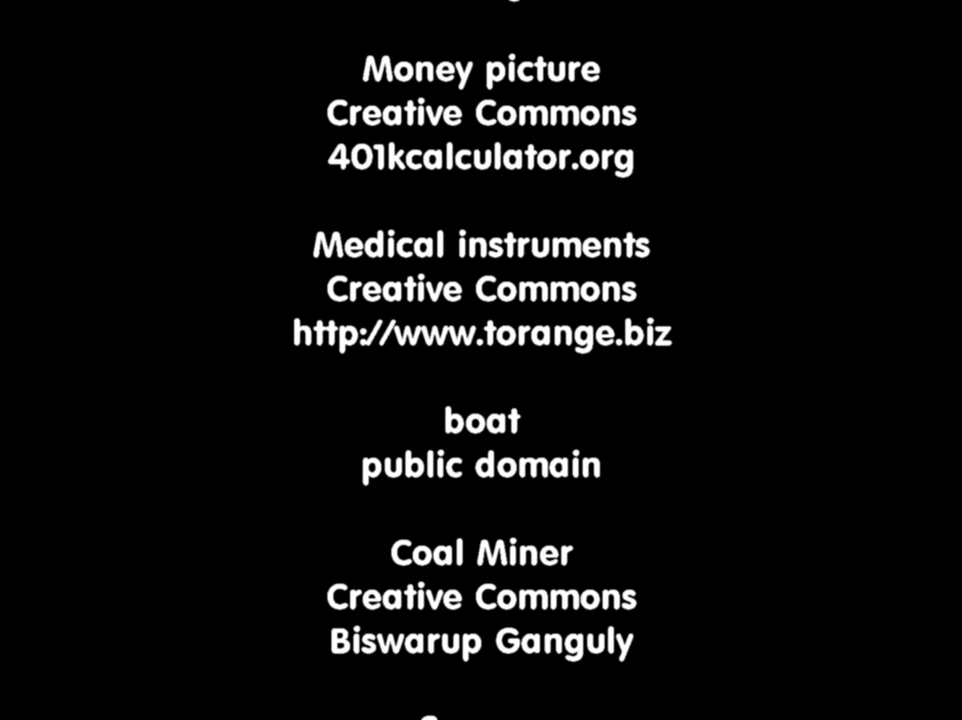 Money picture
Creative Commons
401kcalculator.org
Medical instruments
Creative Commons
http://www.torange.biz
boat
public domain
Coal Miner
Creative Commons
Biswarup Ganguly